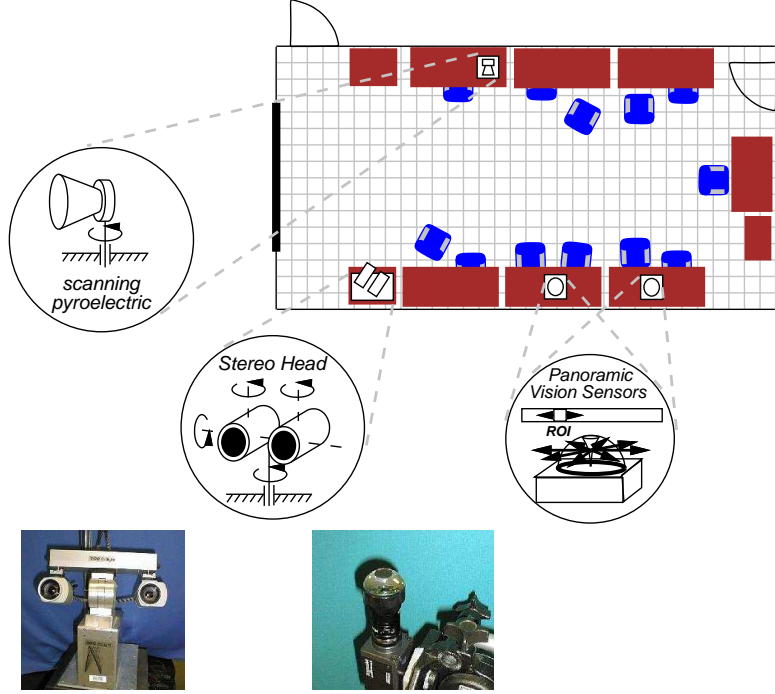 scanning
pyroelectric
Stereo Head
Panoramic
Vision Sensors
ROI